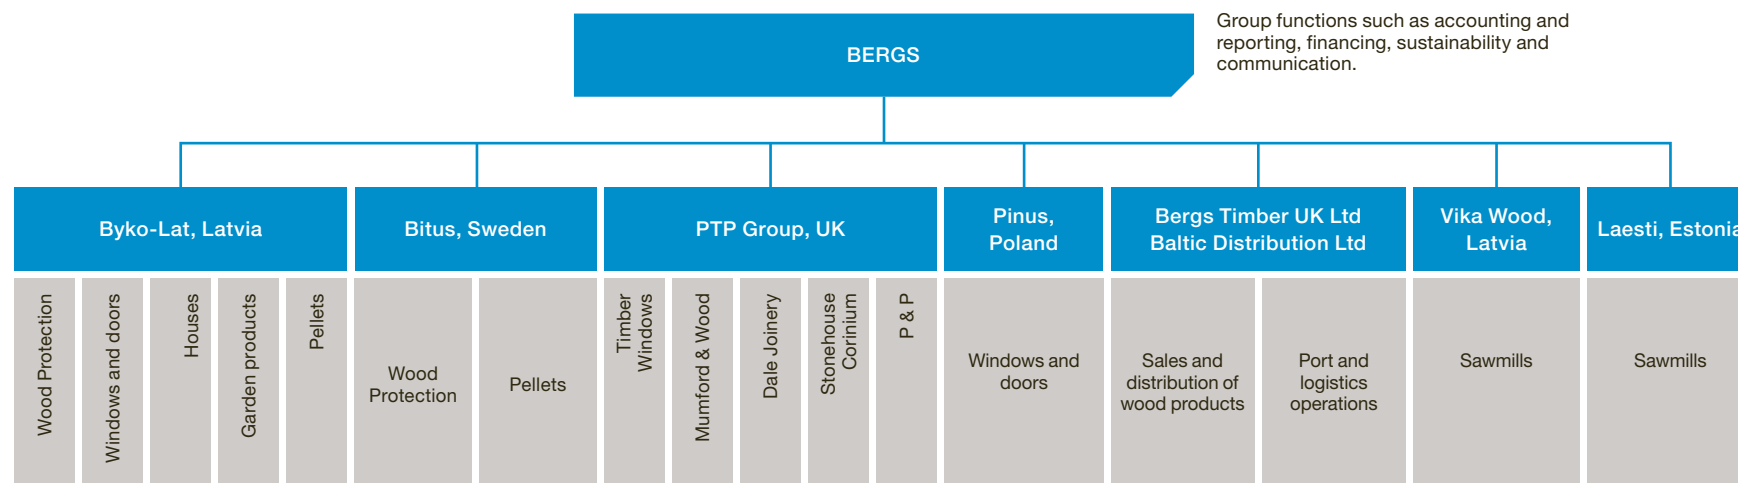 BERGS
Group functions such as accounting and
reporting, financing, sustainability and
communication.
Byko-Lat, Latvia
Bitus, Sweden
PTP Group, UK
Pinus,
Poland
Bergs Timber UK Ltd
Baltic Distribution Ltd
Vika Wood,
Latvia
Laesti, Estonia
Wood Protection
Windows and doors
Houses
Garden products
Pellets
Wood
Protection
Pellets
Timber
Windows
Mumford & Wood
Dale Joinery
Stonehouse
Corinium
P & P
Windows and
doors
Sales and
distribution of
wood products
Port and
logistics
operations
Sawmills
Sawmills